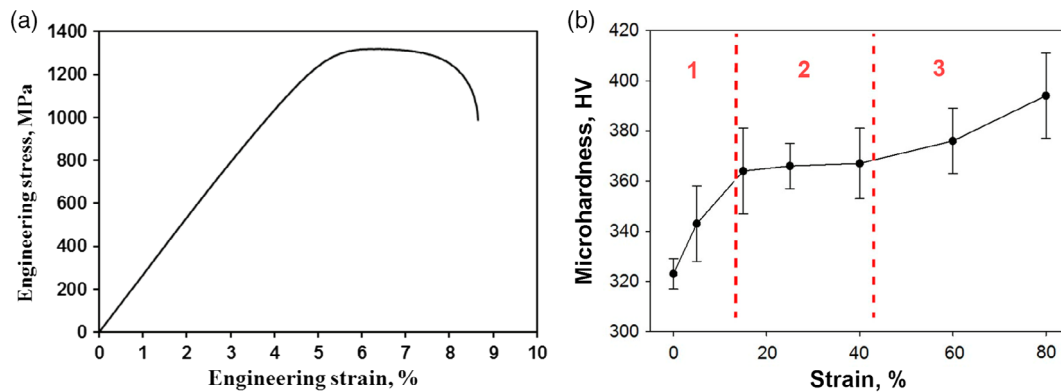 (a)
1400
1200
1000
800
600
400
200
0
Engineering stress, MPa
0 1 2 3 4 5 6 7 8 9 10
Engineering strain, %
(b)
420
400
380
360
340
320
300
Microhardness, HV
1 2 3
0 20 40 60 80
Strain, %